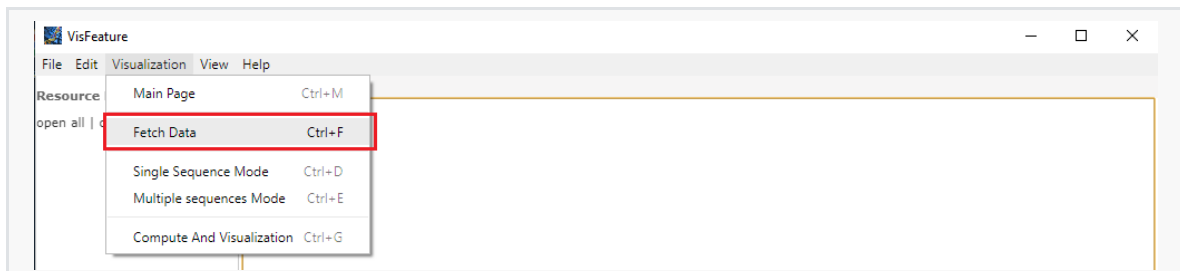 VisFeature
File Edit Visualization View Help
Resource
Main Page Ctrl+M
open all |
Fetch Data Ctrl+F
Single Sequence Mode Ctrl+D
Multiple sequences Mode Ctrl+E
Compute And Visualization Ctrl+G